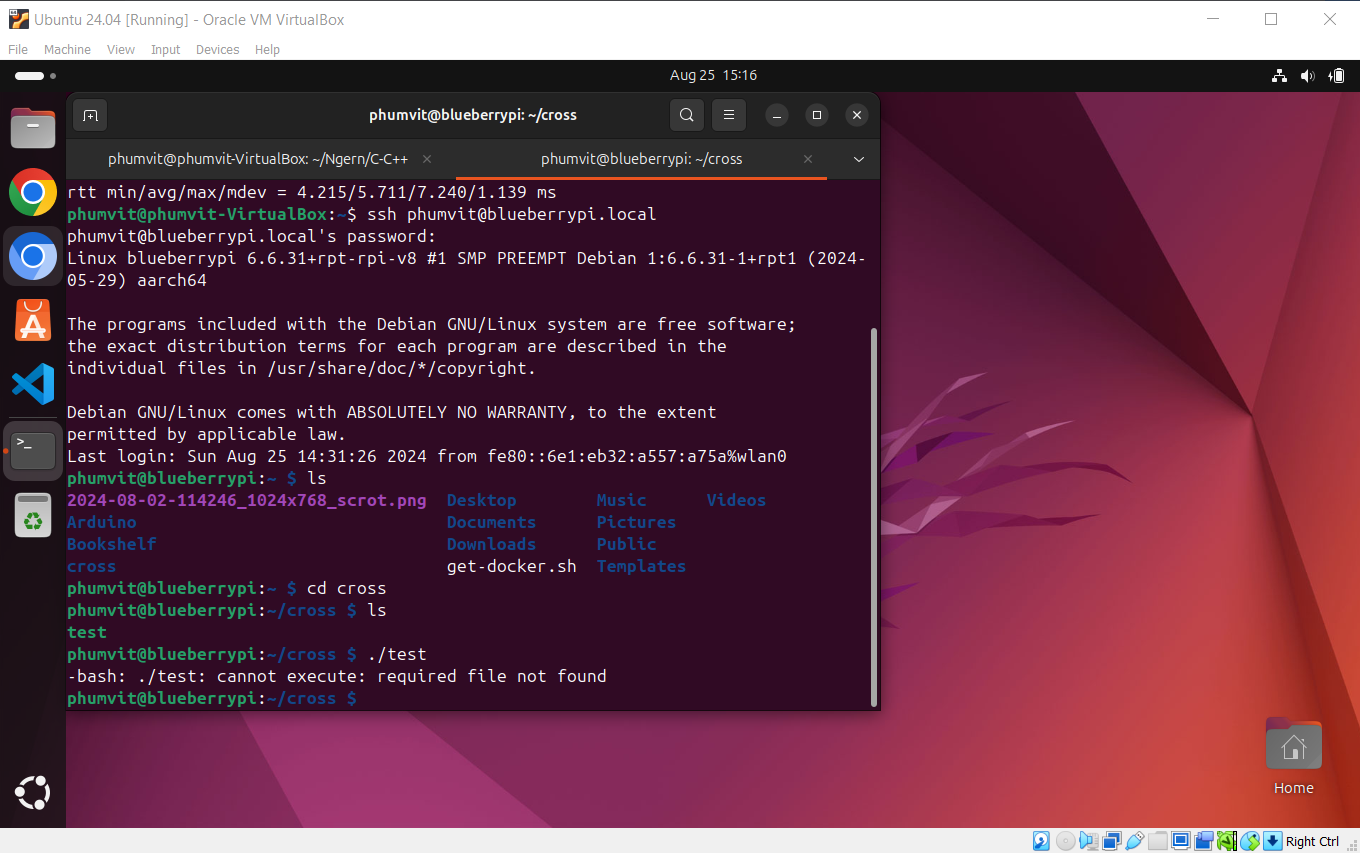 Ubuntu 24.04 [Running] - Oracle VM VirtualBox
File Machine View Input Devices Help
Aug 25 15:16
phumvit@blueberrypi: ~/cross
phumvit@phumvit-VirtualBox: ~/Ngern/C-C++
phumvit@blueberrypi: ~/cross
rtt min/avg/max/mdev = 4.215/5.711/7.240/1.139 ms
phumvit@phumvit-VirtualBox:~$ ssh phumvit@blueberrypi.local
phumvit@blueberrypi.local's password:
Linux blueberrypi 6.6.31+rpt-rpi-v8 #1 SMP PREEMPT Debian 1:6.6.31-1+rpt1 (2024-
05-29) aarch64
The programs included with the Debian GNU/Linux system are free software;
the exact distribution terms for each program are described in the
individual files in /usr/share/doc/*/copyright.
Debian GNU/Linux comes with ABSOLUTELY NO WARRANTY, to the extent
permitted by applicable law.
Last login: Sun Aug 25 14:31:26 2024 from fe80::6e1:eb32:a557:a75a%wlan0
phumvit@blueberrypi:~ $ ls
2024-08-02-114246_1024x768_scrot.png Desktop Music Videos
Arduino Documents Pictures
Bookshelf Downloads Public
cross get-docker.sh Templates
phumvit@blueberrypi:~ $ cd cross
phumvit@blueberrypi:~/cross $ ls
test
phumvit@blueberrypi:~/cross $ ./test
-bash: ./test: cannot execute: required file not found
phumvit@blueberrypi:~/cross $
Home
Right Ctrl